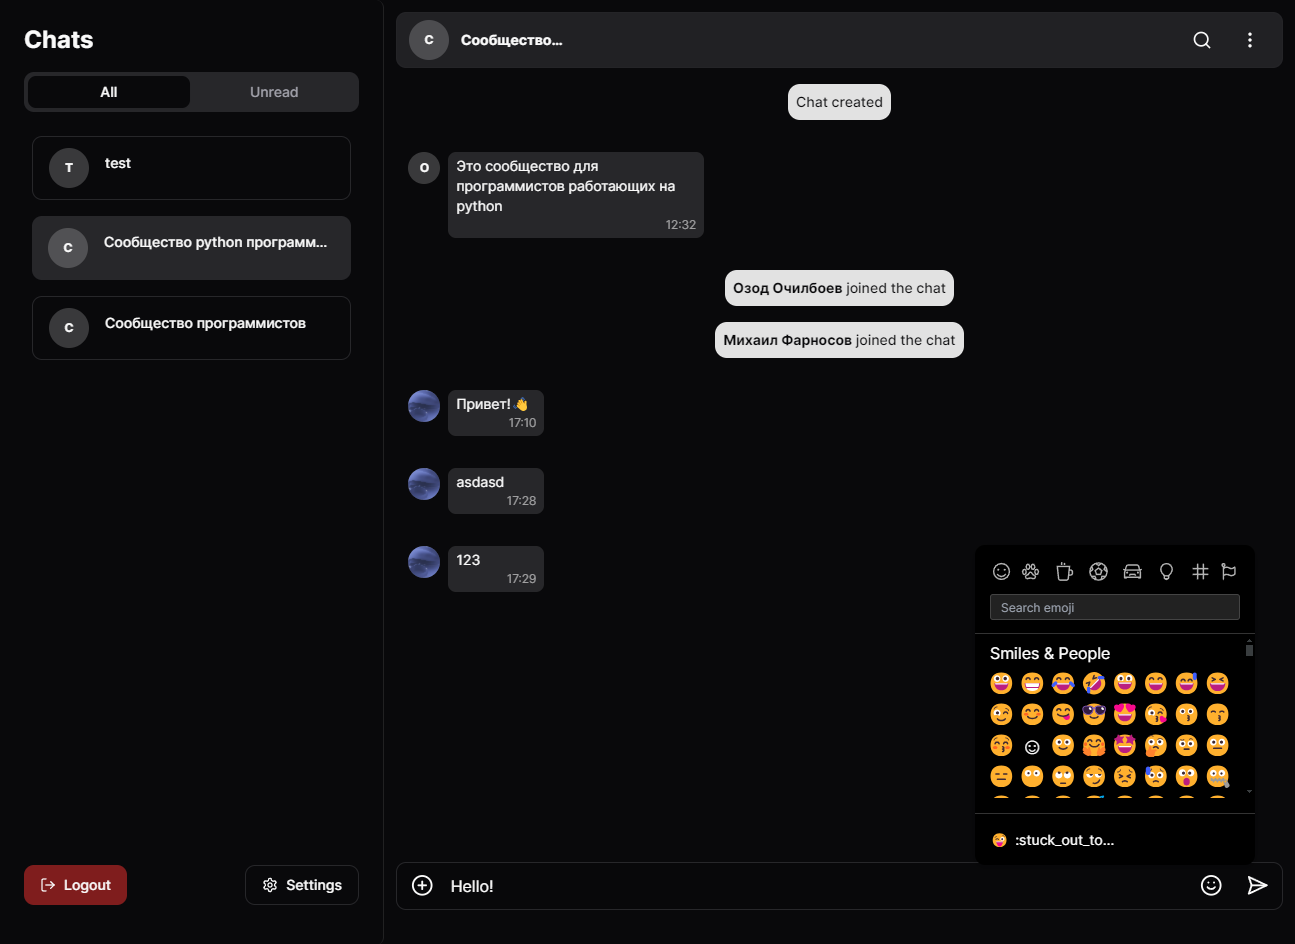 Chats
All
Unread
T
test
С
Сообщество python программ...
С
Сообщество программистов
Logout
Settings
С
Сообщество...
Chat created
О
Это сообщество для
программистов работающих на
python
12:32
Озод Очилбоев joined the chat
Михаил Фарносов joined the chat
Привет! 👋
17:10
asdasd
17:28
123
17:29
Search emoji
Smiles & People
:stuck_out_to...
Hello!